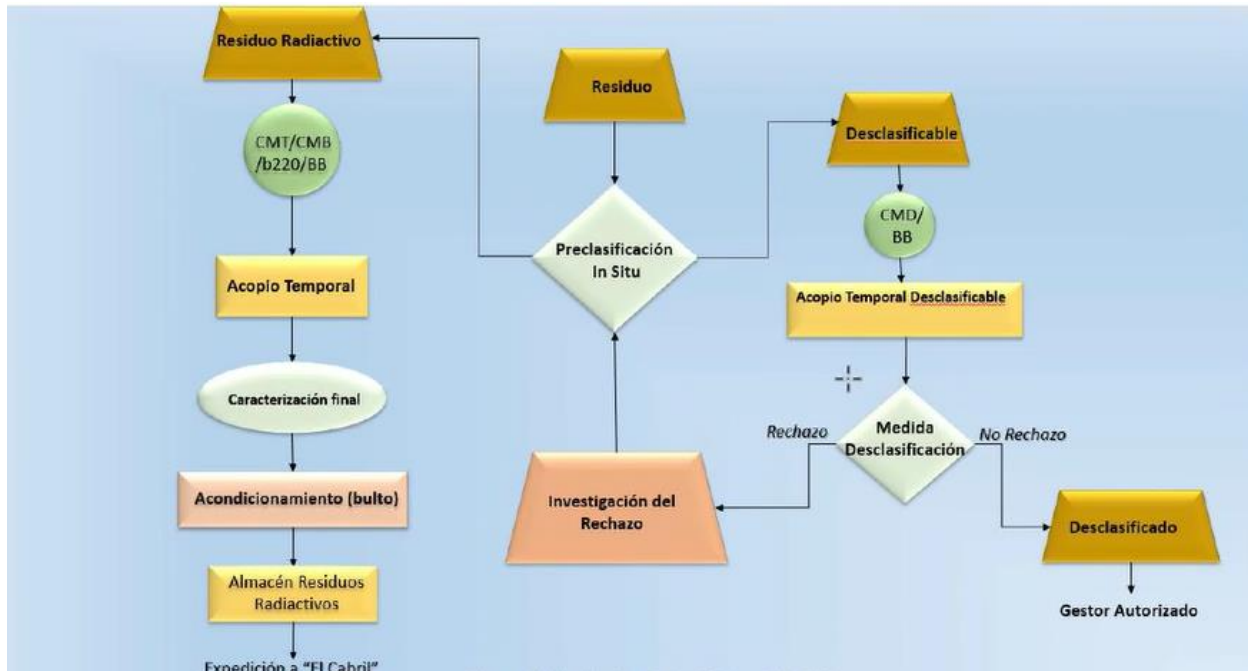 Residuo Radiactivo
Residuo
Desclasificable
CMT/CMB
/b220/BB
CMD/
BB
Preclasificación
In Situ
Acopio Temporal
Acopio Temporal Desclasificable
Caracterización final
Rechazo
Medida
Desclasificación
No Rechazo
Acondicionamiento (bulto)
Investigación del
Rechazo
Desclasificado
Almacén Residuos
Radiactivos
Gestor Autorizado
Expedición a "El Cabril"